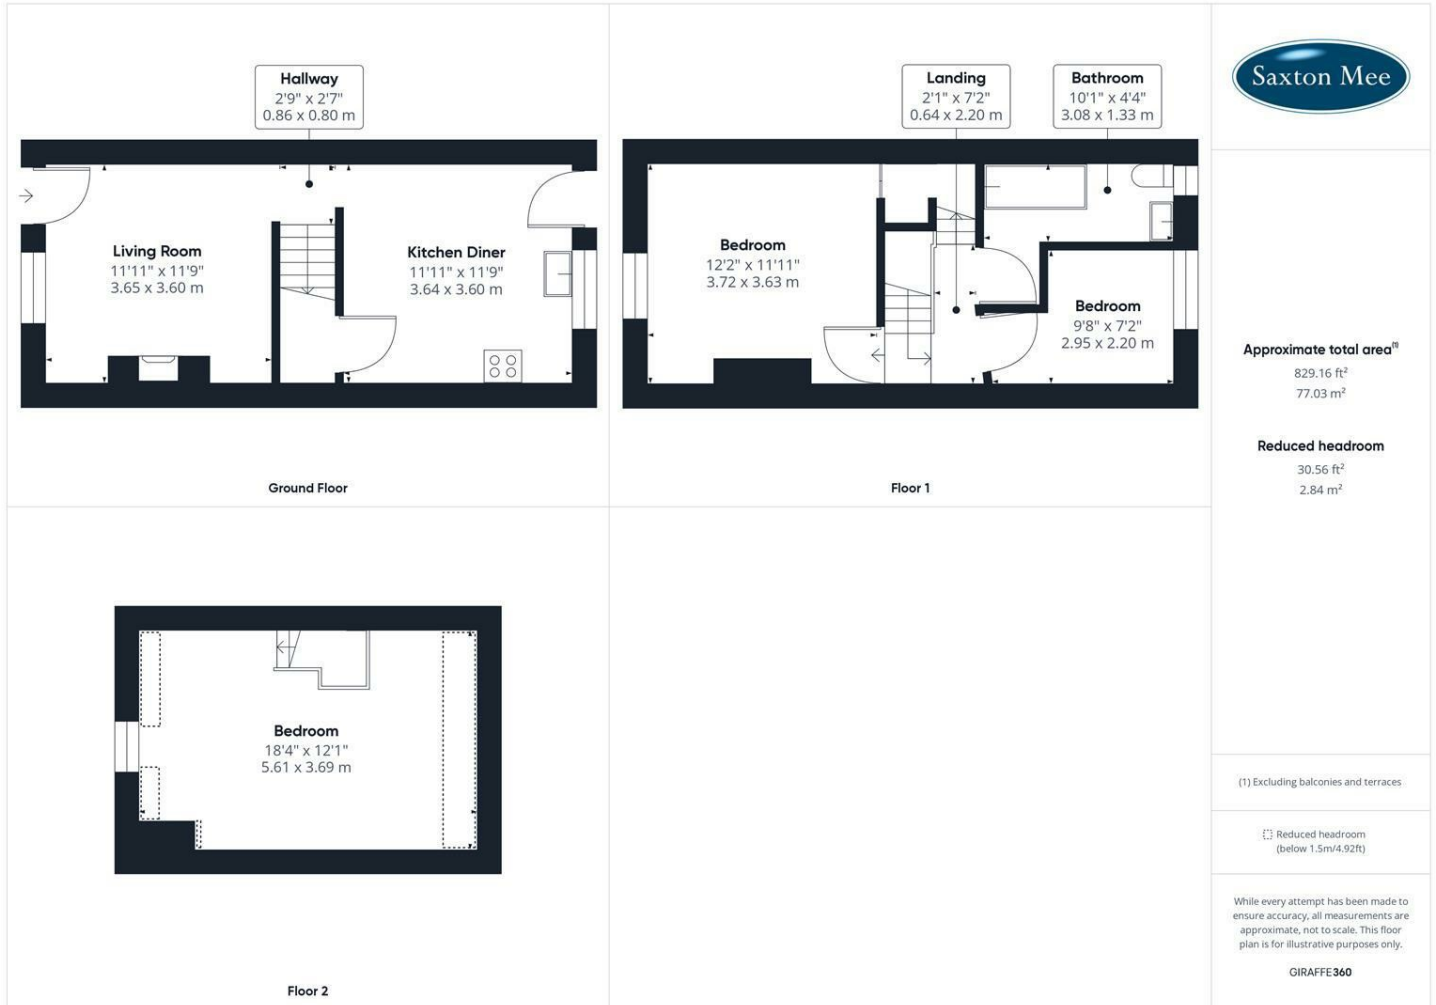 Hallway
2'9" x 2'7"
0.86 x 0.80 m
Living Room
11'11" x 11'9"
3.65 x 3.60 m
Kitchen Diner
11'11" x 11'9"
3.64 x 3.60 m
Ground Floor
Landing
2'1" x 7'2"
0.64 x 2.20 m
Bathroom
10'1" x 4'4"
3.08 x 1.33 m
Bedroom
12'2" x 11'11"
3.72 x 3.63 m
Bedroom
9'8" x 7'2"
2.95 x 2.20 m
Floor 1
Bedroom
18'4" x 12'1"
5.61 x 3.69 m
Floor 2
Saxton Mee
Approximate total area(1)
829.16 ft²
77.03 m²
Reduced headroom
30.56 ft²
2.84 m²
(1) Excluding balconies and terraces
Reduced headroom
(below 1.5m/4.92ft)
While every attempt has been made to
ensure accuracy, all measurements are
approximate, not to scale. This floor
plan is for illustrative purposes only.
GIRAFFE360